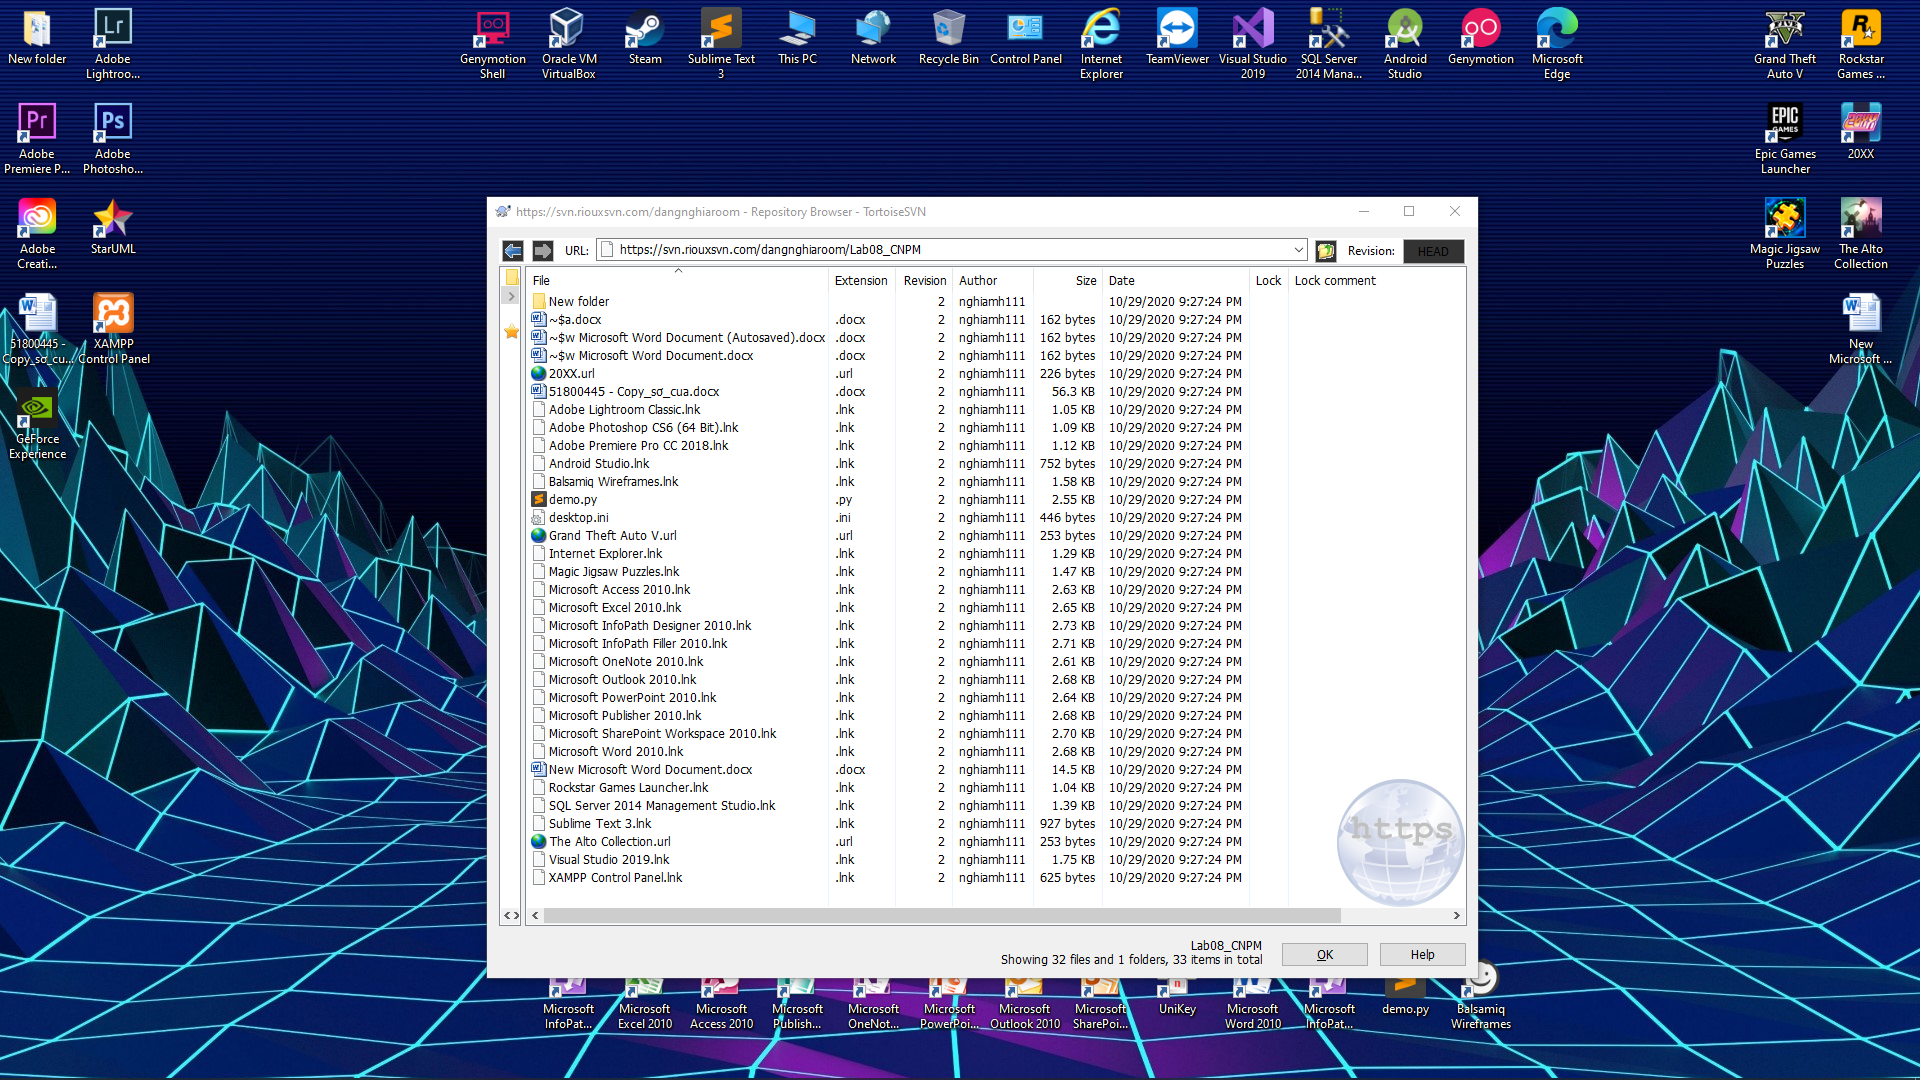 New folder
Adobe
Lightroo...
Genymotion
Shell
Oracle VM
VirtualBox
Steam
Sublime Text
3
This PC
Network
Recycle Bin
Control Panel
Internet
Explorer
TeamViewer
Visual Studio
2019
SQL Server
2014 Mana...
Android
Studio
Genymotion
Microsoft
Edge
Grand Theft
Auto V
Rockstar
Games ...
Adobe
Premiere P...
Adobe
Photosho...
EPIC
GAMES
Epic Games
Launcher
20XX
Adobe
Creati...
StarUML
Magic Jigsaw
Puzzles
The Alto
Collection
51800445 -
Copy_sơ_cu...
XAMPP
Control Panel
New
Microsoft ...
GeForce
Experience
https://svn.riouxsvn.com/dangnghiaroom - Repository Browser - TortoiseSVN
URL: https://svn.riouxsvn.com/dangnghiaroom/Lab08_CNPM Revision: HEAD
File Extension Revision Author Size Date Lock Lock comment
New folder 2 nghiamh111 10/29/2020 9:27:24 PM
~$a.docx .docx 2 nghiamh111 162 bytes 10/29/2020 9:27:24 PM
~$w Microsoft Word Document (Autosaved).docx .docx 2 nghiamh111 162 bytes 10/29/2020 9:27:24 PM
~$w Microsoft Word Document.docx .docx 2 nghiamh111 162 bytes 10/29/2020 9:27:24 PM
20XX.url .url 2 nghiamh111 226 bytes 10/29/2020 9:27:24 PM
51800445 - Copy_sơ_cua.docx .docx 2 nghiamh111 56.3 KB 10/29/2020 9:27:24 PM
Adobe Lightroom Classic.lnk .lnk 2 nghiamh111 1.05 KB 10/29/2020 9:27:24 PM
Adobe Photoshop CS6 (64 Bit).lnk .lnk 2 nghiamh111 1.09 KB 10/29/2020 9:27:24 PM
Adobe Premiere Pro CC 2018.lnk .lnk 2 nghiamh111 1.12 KB 10/29/2020 9:27:24 PM
Android Studio.lnk .lnk 2 nghiamh111 752 bytes 10/29/2020 9:27:24 PM
Balsamiq Wireframes.lnk .lnk 2 nghiamh111 1.58 KB 10/29/2020 9:27:24 PM
demo.py .py 2 nghiamh111 2.55 KB 10/29/2020 9:27:24 PM
desktop.ini .ini 2 nghiamh111 446 bytes 10/29/2020 9:27:24 PM
Grand Theft Auto V.url .url 2 nghiamh111 253 bytes 10/29/2020 9:27:24 PM
Internet Explorer.lnk .lnk 2 nghiamh111 1.29 KB 10/29/2020 9:27:24 PM
Magic Jigsaw Puzzles.lnk .lnk 2 nghiamh111 1.47 KB 10/29/2020 9:27:24 PM
Microsoft Access 2010.lnk .lnk 2 nghiamh111 2.63 KB 10/29/2020 9:27:24 PM
Microsoft Excel 2010.lnk .lnk 2 nghiamh111 2.65 KB 10/29/2020 9:27:24 PM
Microsoft InfoPath Designer 2010.lnk .lnk 2 nghiamh111 2.73 KB 10/29/2020 9:27:24 PM
Microsoft InfoPath Filler 2010.lnk .lnk 2 nghiamh111 2.71 KB 10/29/2020 9:27:24 PM
Microsoft OneNote 2010.lnk .lnk 2 nghiamh111 2.61 KB 10/29/2020 9:27:24 PM
Microsoft Outlook 2010.lnk .lnk 2 nghiamh111 2.68 KB 10/29/2020 9:27:24 PM
Microsoft PowerPoint 2010.lnk .lnk 2 nghiamh111 2.64 KB 10/29/2020 9:27:24 PM
Microsoft Publisher 2010.lnk .lnk 2 nghiamh111 2.68 KB 10/29/2020 9:27:24 PM
Microsoft SharePoint Workspace 2010.lnk .lnk 2 nghiamh111 2.70 KB 10/29/2020 9:27:24 PM
Microsoft Word 2010.lnk .lnk 2 nghiamh111 2.68 KB 10/29/2020 9:27:24 PM
New Microsoft Word Document.docx .docx 2 nghiamh111 14.5 KB 10/29/2020 9:27:24 PM
Rockstar Games Launcher.lnk .lnk 2 nghiamh111 1.04 KB 10/29/2020 9:27:24 PM
SQL Server 2014 Management Studio.lnk .lnk 2 nghiamh111 1.39 KB 10/29/2020 9:27:24 PM
Sublime Text 3.lnk .lnk 2 nghiamh111 927 bytes 10/29/2020 9:27:24 PM
The Alto Collection.url .url 2 nghiamh111 253 bytes 10/29/2020 9:27:24 PM
Visual Studio 2019.lnk .lnk 2 nghiamh111 1.75 KB 10/29/2020 9:27:24 PM
XAMPP Control Panel.lnk .lnk 2 nghiamh111 625 bytes 10/29/2020 9:27:24 PM
https
Lab08_CNPM
Showing 32 files and 1 folders, 33 items in total
OK
Help
Microsoft
InfoPat...
Microsoft
Excel 2010
Microsoft
Access 2010
Microsoft
Publish...
Microsoft
OneNot...
Microsoft
PowerPoi...
Microsoft
Outlook 2010
Microsoft
SharePoi...
UniKey
Microsoft
Word 2010
Microsoft
InfoPat...
demo.py
Balsamiq
Wireframes